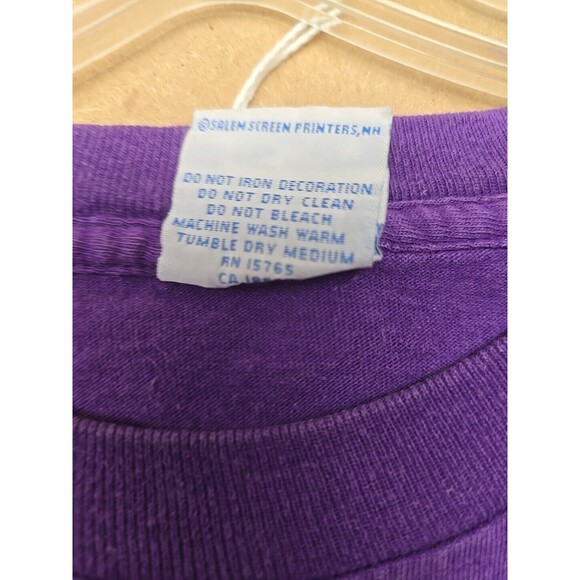 ©SALEM SCREEN PRINTERS, NH
DO NOT IRON DECORATION
DO NOT DRY CLEAN
DO NOT BLEACH
MACHINE WASH WARM
TUMBLE DRY MEDIUM
RN 15765
CA